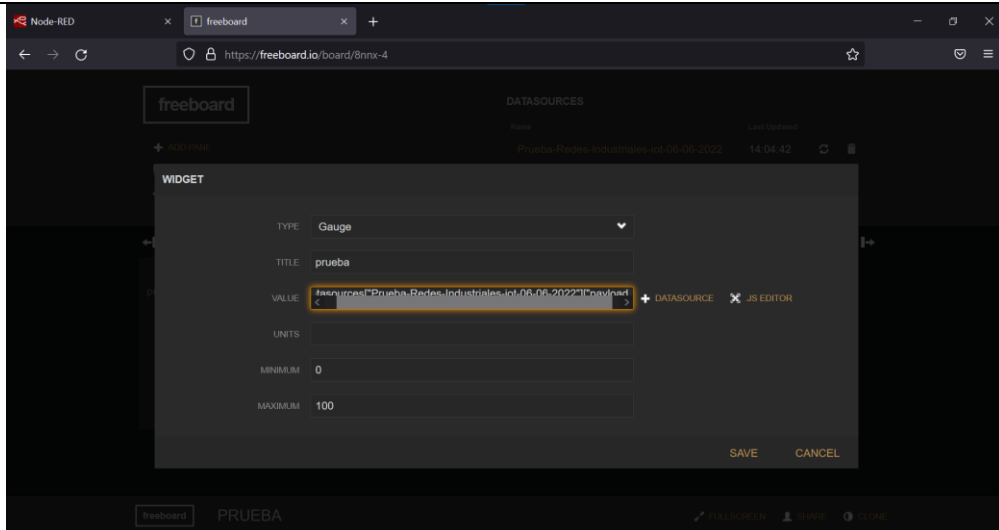 Node-RED
freeboard
https://freeboard.io/board/8nnx-4
freeboard
DATASOURCES
Name Last Updated
ADD PANE
Prueba-Redes-Industriales-iot-06-06-2022 14:04:42
WIDGET
TYPE Gauge
TITLE prueba
VALUE tasources["Prueba-Redes-Industriales-iot-06-06-2022"]["payload DATASOURCE JS EDITOR
UNITS
MINIMUM 0
MAXIMUM 100
SAVE CANCEL
freeboard PRUEBA FULLSCREEN SHARE CLONE